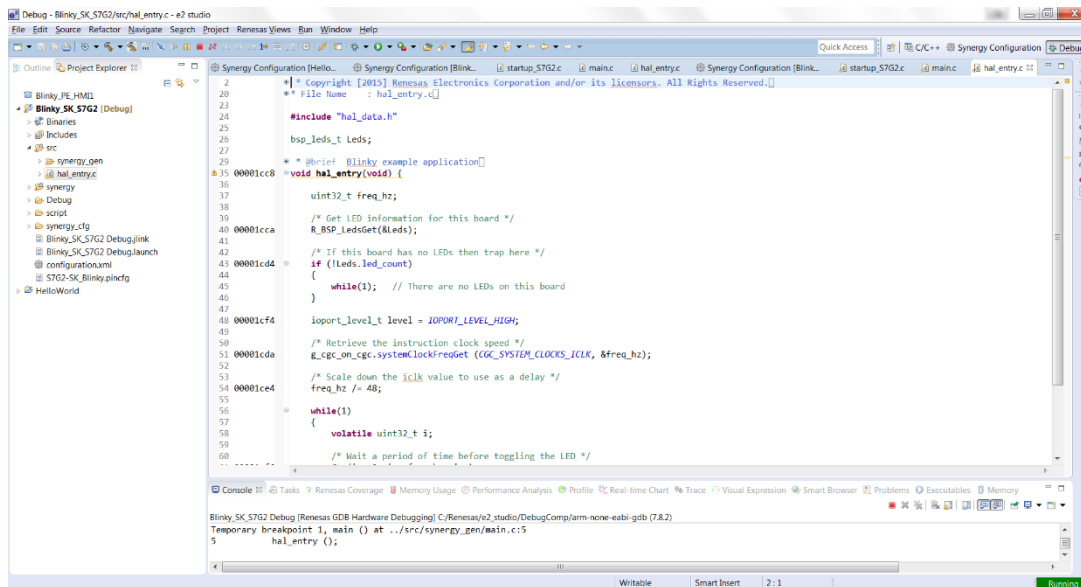 Debug - Blinky_SK_S7G2/src/hal_entry.c - e2 studio
File Edit Source Refactor Navigate Search Project Renesas Views Run Window Help
Quick Access C/C++ Synergy Configuration Debug
Outline Project Explorer
Synergy Configuration [Hello... Synergy Configuration [Blink... startup_S7G2.c main.c hal_entry.c Synergy Configuration [Blink... startup_S7G2.c main.c hal_entry.c
Blinky_PE_HMI1
Blinky_SK_S7G2 [Debug]
Binaries
Includes
src
synergy_gen
hal_entry.c
synergy
Debug
script
synergy_cfg
Blinky_SK_S7G2 Debug.jlink
Blinky_SK_S7G2 Debug.launch
configuration.xml
S7G2-SK_Blinky.pincfg
HelloWorld
2 * Copyright [2015] Renesas Electronics Corporation and/or its licensors. All Rights Reserved.
20 * File Name : hal_entry.c
23
24 #include "hal_data.h"
25
26 bsp_leds_t Leds;
27
29 * @brief Blinky example application
35 00001cc8 void hal_entry(void) {
36
37 uint32_t freq_hz;
38
39 /* Get LED information for this board */
40 00001cca R_BSP_LedsGet(&Leds);
41
42 /* If this board has no LEDs then trap here */
43 00001cd4 if (!Leds.led_count)
44 {
45 while(1); // There are no LEDs on this board
46 }
47
48 00001cf4 ioport_level_t level = IOPORT_LEVEL_HIGH;
49
50 /* Retrieve the instruction clock speed */
51 00001cda g_cgc_on_cgc.systemClockFreqGet (CGC_SYSTEM_CLOCKS_ICLK, &freq_hz);
52
53 /* Scale down the iclk value to use as a delay */
54 00001ce4 freq_hz /= 48;
55
56 while(1)
57 {
58 volatile uint32_t i;
59
60 /* Wait a period of time before toggling the LED */
Console Tasks Renesas Coverage Memory Usage Performance Analysis Profile Real-time Chart Trace Visual Expression Smart Browser Problems Executables Memory
Blinky_SK_S7G2 Debug [Renesas GDB Hardware Debugging] C:/Renesas/e2_studio/DebugComp/arm-none-eabi-gdb (7.8.2)
Temporary breakpoint 1, main () at ../src/synergy_gen/main.c:5
5 hal_entry ();
Writable Smart Insert 2 : 1 Running